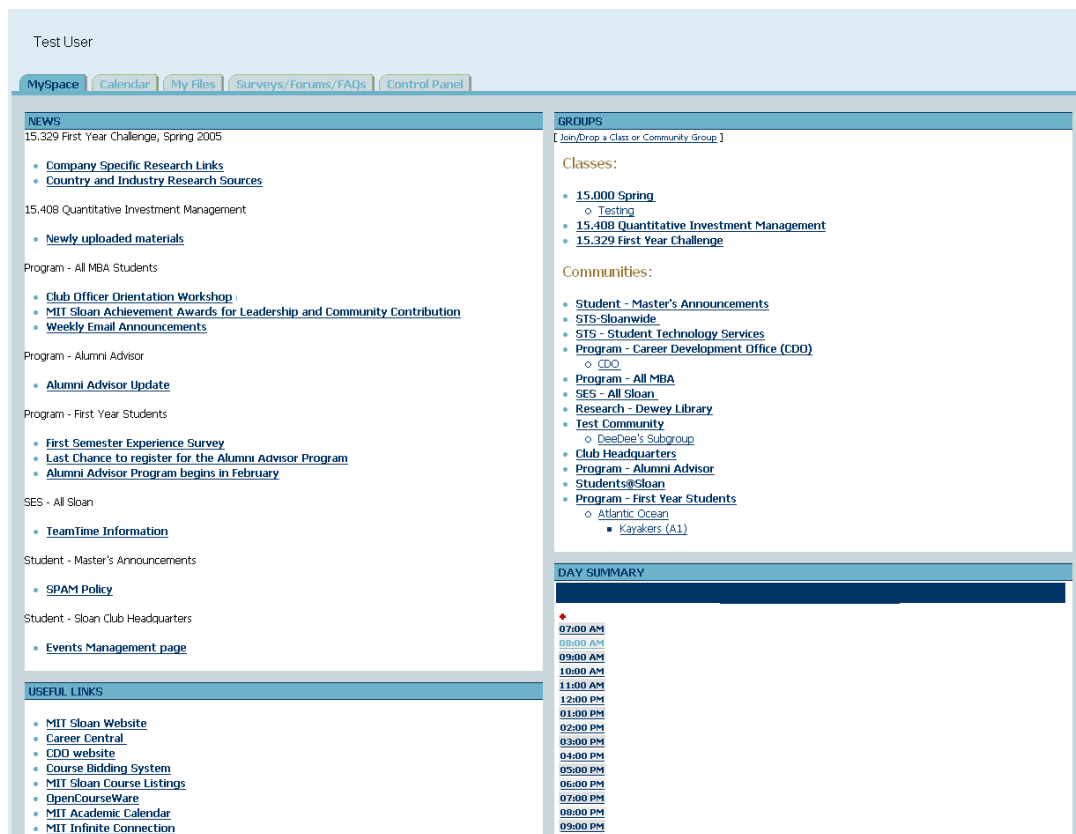 Test User
MySpace
Calendar
My Files
Surveys/Forums/FAQs
Control Panel
NEWS
15.329 First Year Challenge, Spring 2005
Company Specific Research Links
Country and Industry Research Sources
15.408 Quantitative Investment Management
Newly uploaded materials
Program - All MBA Students
Club Officer Orientation Workshop
MIT Sloan Achievement Awards for Leadership and Community Contribution
Weekly Email Announcements
Program - Alumni Advisor
Alumni Advisor Update
Program - First Year Students
First Semester Experience Survey
Last Chance to register for the Alumni Advisor Program
Alumni Advisor Program begins in February
SES - All Sloan
TeamTime Information
Student - Master's Announcements
SPAM Policy
Student - Sloan Club Headquarters
Events Management page
USEFUL LINKS
MIT Sloan Website
Career Central
CDO website
Course Bidding System
MIT Sloan Course Listings
OpenCourseWare
MIT Academic Calendar
MIT Infinite Connection
GROUPS
[ Join/Drop a Class or Community Group ]
Classes:
15.000 Spring
Testing
15.408 Quantitative Investment Management
15.329 First Year Challenge
Communities:
Student - Master's Announcements
STS-Sloanwide
STS - Student Technology Services
Program - Career Development Office (CDO)
CDO
Program - All MBA
SES - All Sloan
Research - Dewey Library
Test Community
DeeDee's Subgroup
Club Headquarters
Program - Alumni Advisor
Students@Sloan
Program - First Year Students
Atlantic Ocean
Kayakers (A1)
DAY SUMMARY
07:00 AM
08:00 AM
09:00 AM
10:00 AM
11:00 AM
12:00 PM
01:00 PM
02:00 PM
03:00 PM
04:00 PM
05:00 PM
06:00 PM
07:00 PM
08:00 PM
09:00 PM